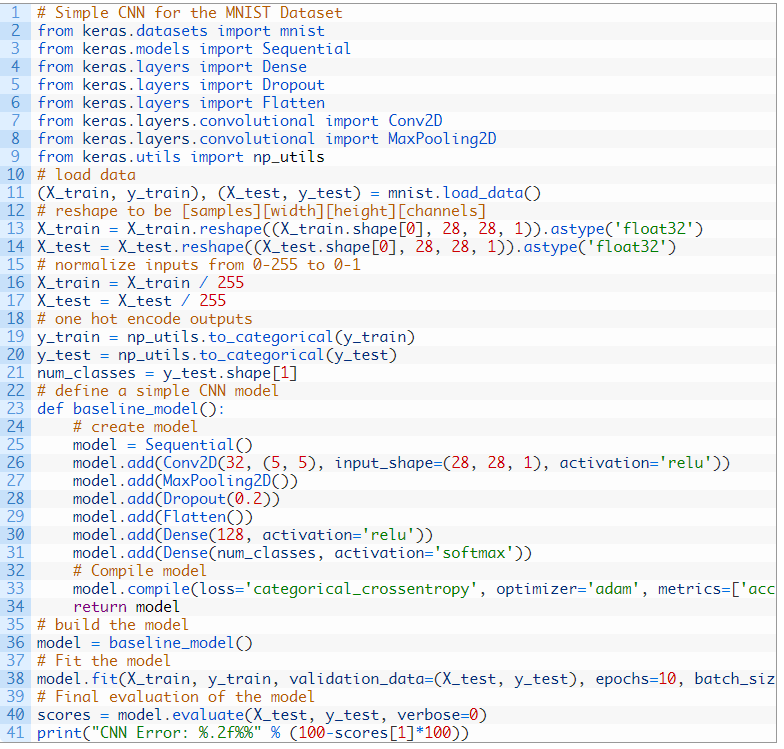 1 # Simple CNN for the MNIST Dataset
2 from keras.datasets import mnist
3 from keras.models import Sequential
4 from keras.layers import Dense
5 from keras.layers import Dropout
6 from keras.layers import Flatten
7 from keras.layers.convolutional import Conv2D
8 from keras.layers.convolutional import MaxPooling2D
9 from keras.utils import np_utils
10 # load data
11 (X_train, y_train), (X_test, y_test) = mnist.load_data()
12 # reshape to be [samples][width][height][channels]
13 X_train = X_train.reshape((X_train.shape[0], 28, 28, 1)).astype('float32')
14 X_test = X_test.reshape((X_test.shape[0], 28, 28, 1)).astype('float32')
15 # normalize inputs from 0-255 to 0-1
16 X_train = X_train / 255
17 X_test = X_test / 255
18 # one hot encode outputs
19 y_train = np_utils.to_categorical(y_train)
20 y_test = np_utils.to_categorical(y_test)
21 num_classes = y_test.shape[1]
22 # define a simple CNN model
23 def baseline_model():
24     # create model
25     model = Sequential()
26     model.add(Conv2D(32, (5, 5), input_shape=(28, 28, 1), activation='relu'))
27     model.add(MaxPooling2D())
28     model.add(Dropout(0.2))
29     model.add(Flatten())
30     model.add(Dense(128, activation='relu'))
31     model.add(Dense(num_classes, activation='softmax'))
32     # Compile model
33     model.compile(loss='categorical_crossentropy', optimizer='adam', metrics=['acc
34     return model
35 # build the model
36 model = baseline_model()
37 # Fit the model
38 model.fit(X_train, y_train, validation_data=(X_test, y_test), epochs=10, batch_siz
39 # Final evaluation of the model
40 scores = model.evaluate(X_test, y_test, verbose=0)
41 print("CNN Error: %.2f%%" % (100-scores[1]*100))